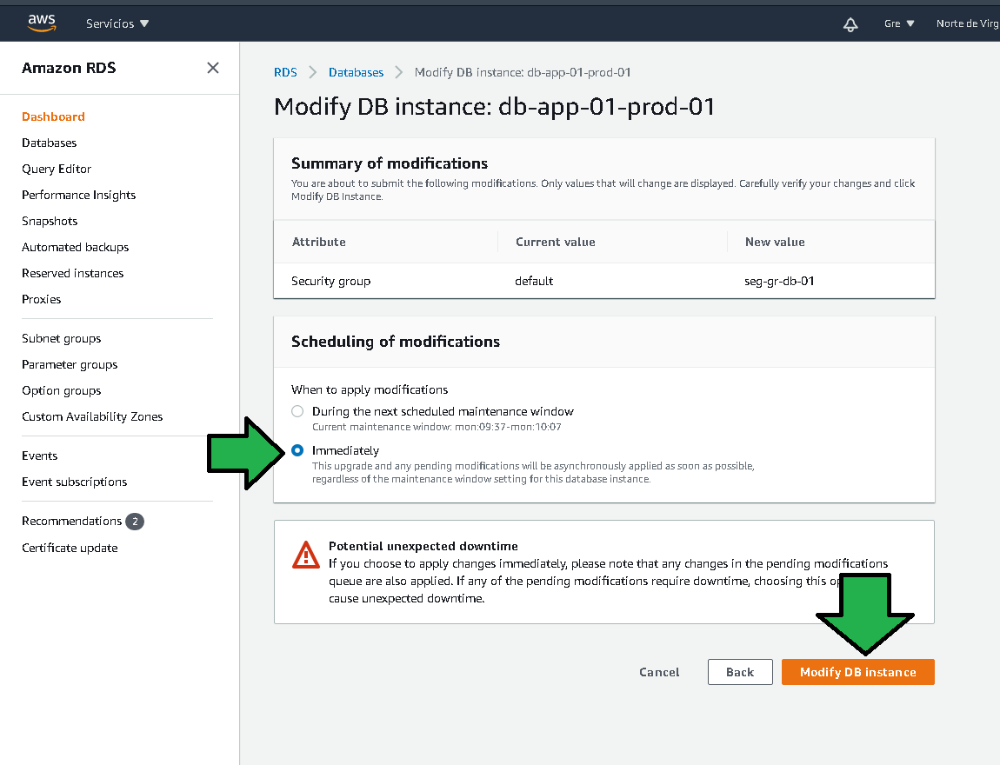 aws Servicios Gre Norte de Virg
Amazon RDS
Dashboard
Databases
Query Editor
Performance Insights
Snapshots
Automated backups
Reserved instances
Proxies
Subnet groups
Parameter groups
Option groups
Custom Availability Zones
Events
Event subscriptions
Recommendations 2
Certificate update
RDS Databases Modify DB instance: db-app-01-prod-01
Modify DB instance: db-app-01-prod-01
Summary of modifications
You are about to submit the following modifications. Only values that will change are displayed. Carefully verify your changes and click
Modify DB Instance.
Attribute Current value New value
Security group default seg-gr-db-01
Scheduling of modifications
When to apply modifications
During the next scheduled maintenance window
Current maintenance window: mon:09:37-mon:10:07
Immediately
This upgrade and any pending modifications will be asynchronously applied as soon as possible,
regardless of the maintenance window setting for this database instance.
Potential unexpected downtime
If you choose to apply changes immediately, please note that any changes in the pending modifications
queue are also applied. If any of the pending modifications require downtime, choosing this
cause unexpected downtime.
Cancel Back Modify DB instance